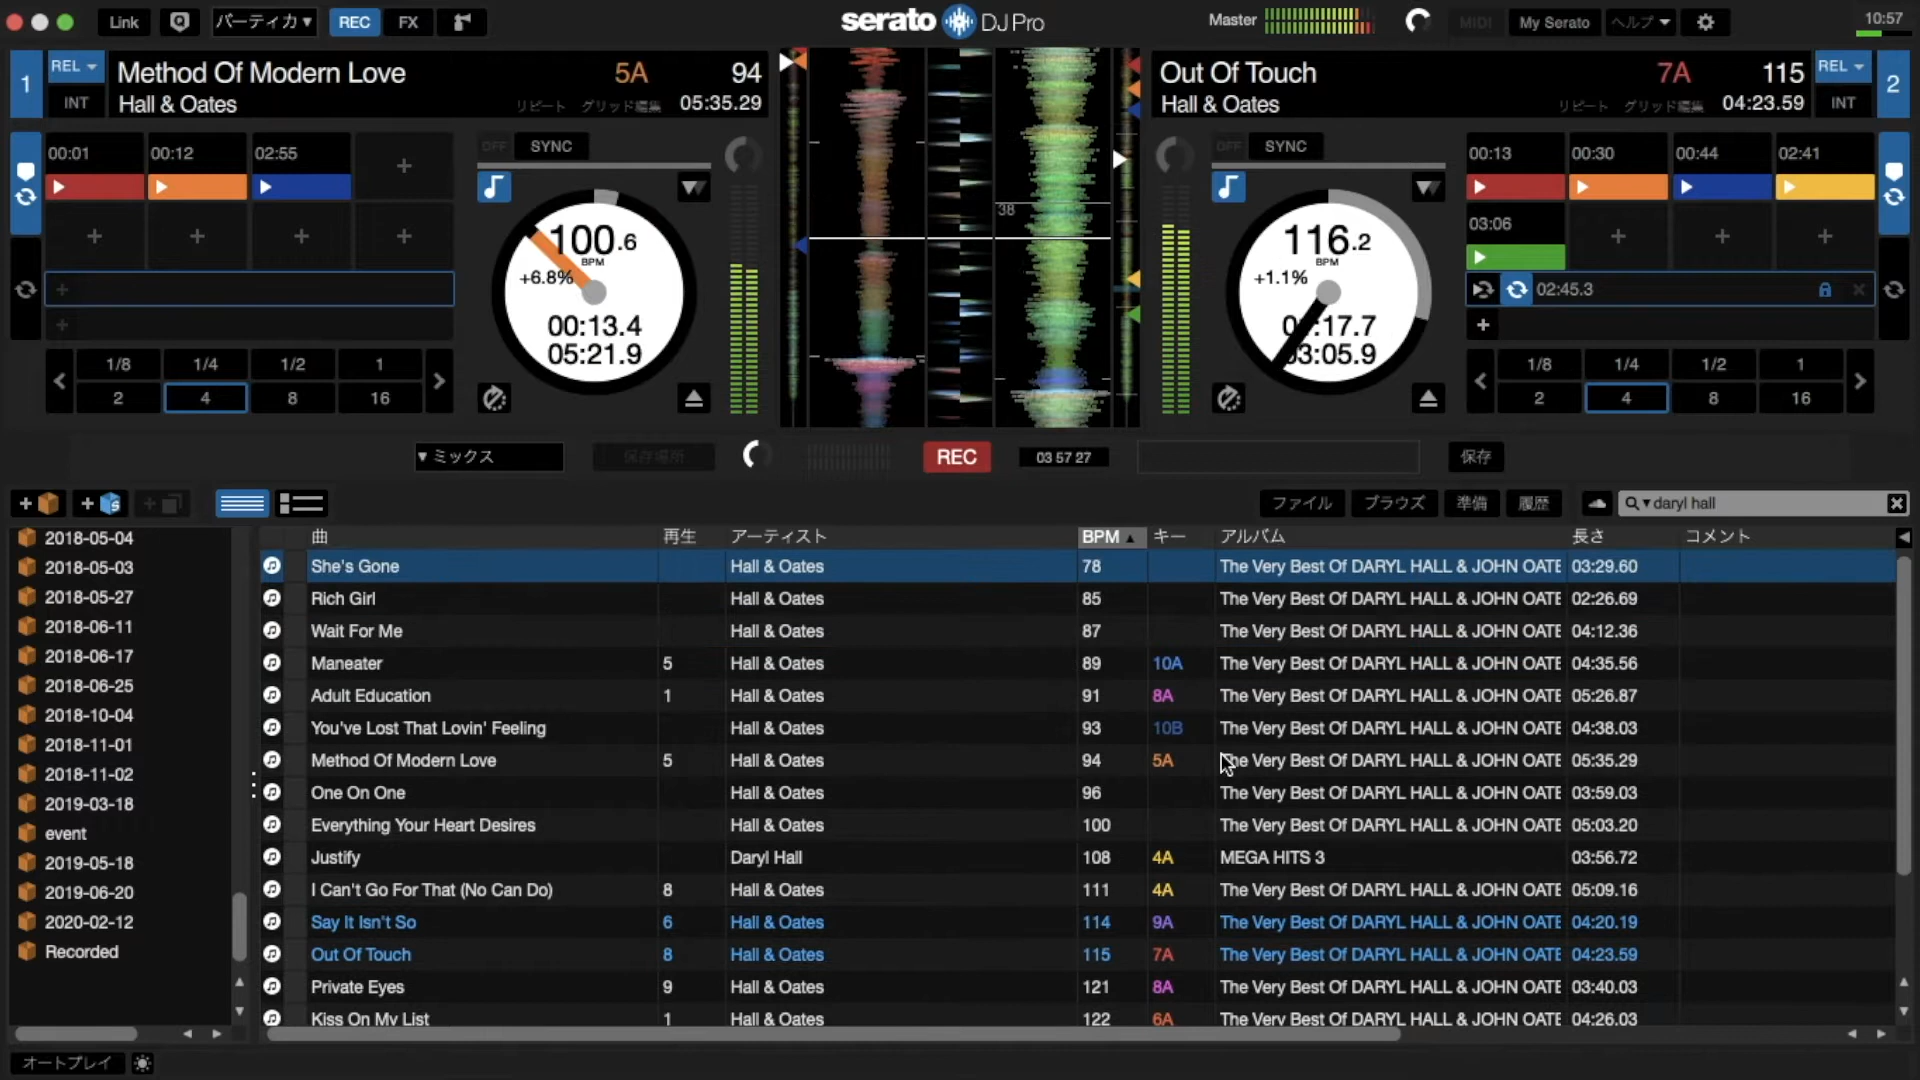 Link パーティカ▼ REC FX serato DJ Pro Master MIDI My Serato ヘルプ▼ 10:57
1 REL INT Method Of Modern Love 5A 94
Hall & Oates リピート グリッド編集 05:35.29
Out Of Touch 7A 115 REL INT 2
Hall & Oates リピート グリッド編集 04:23.59
00:01 00:12 02:55 +
+ + + +
+
+
1/8 1/4 1/2 1
2 4 8 16
OFF SYNC
100.6
BPM
+6.8%
00:13.4
05:21.9
38
OFF SYNC
116.2
BPM
+1.1%
:17.7
3:05.9
00:13 00:30 00:44 02:41
03:06 + + +
02:45.3
+
1/8 1/4 1/2 1
2 4 8 16
▼ミックス 保存場所 REC 03 57 27 保存
ファイル ブラウズ 準備 履歴 daryl hall
2018-05-04
2018-05-03
2018-05-27
2018-06-11
2018-06-17
2018-06-25
2018-10-04
2018-11-01
2018-11-02
2019-03-18
event
2019-05-18
2019-06-20
2020-02-12
Recorded
曲 再生 アーティスト BPM キー アルバム 長さ コメント
She's Gone Hall & Oates 78 The Very Best Of DARYL HALL & JOHN OATE 03:29.60
Rich Girl Hall & Oates 85 The Very Best Of DARYL HALL & JOHN OATE 02:26.69
Wait For Me Hall & Oates 87 The Very Best Of DARYL HALL & JOHN OATE 04:12.36
Maneater 5 Hall & Oates 89 10A The Very Best Of DARYL HALL & JOHN OATE 04:35.56
Adult Education 1 Hall & Oates 91 8A The Very Best Of DARYL HALL & JOHN OATE 05:26.87
You've Lost That Lovin' Feeling Hall & Oates 93 10B The Very Best Of DARYL HALL & JOHN OATE 04:38.03
Method Of Modern Love 5 Hall & Oates 94 5A The Very Best Of DARYL HALL & JOHN OATE 05:35.29
One On One Hall & Oates 96 The Very Best Of DARYL HALL & JOHN OATE 03:59.03
Everything Your Heart Desires Hall & Oates 100 The Very Best Of DARYL HALL & JOHN OATE 05:03.20
Justify Daryl Hall 108 4A MEGA HITS 3 03:56.72
I Can't Go For That (No Can Do) 8 Hall & Oates 111 4A The Very Best Of DARYL HALL & JOHN OATE 05:09.16
Say It Isn't So 6 Hall & Oates 114 9A The Very Best Of DARYL HALL & JOHN OATE 04:20.19
Out Of Touch 8 Hall & Oates 115 7A The Very Best Of DARYL HALL & JOHN OATE 04:23.59
Private Eyes 9 Hall & Oates 121 8A The Very Best Of DARYL HALL & JOHN OATE 03:40.03
Kiss On My List 1 Hall & Oates 122 6A The Very Best Of DARYL HALL & JOHN OATE 04:26.03
オートプレイ